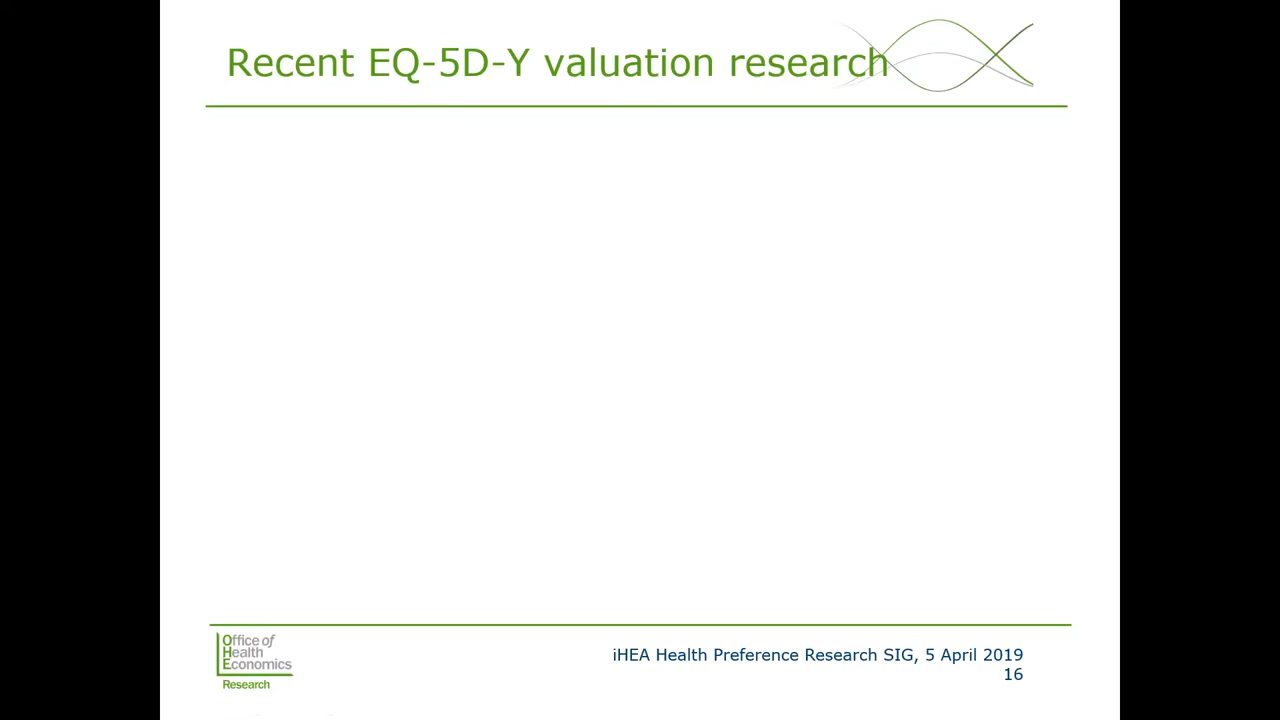 Recent EQ-5D-Y valuation research
Office of
Health
Economics
Research
iHEA Health Preference Research SIG, 5 April 2019
16